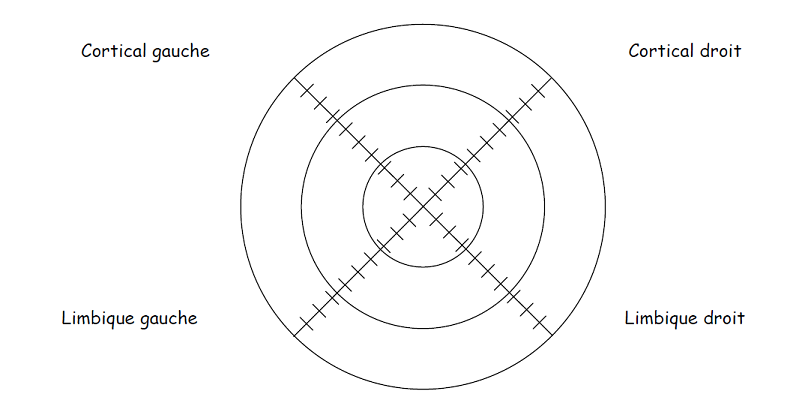 Cortical gauche
Cortical droit
Limbique gauche
Limbique droit